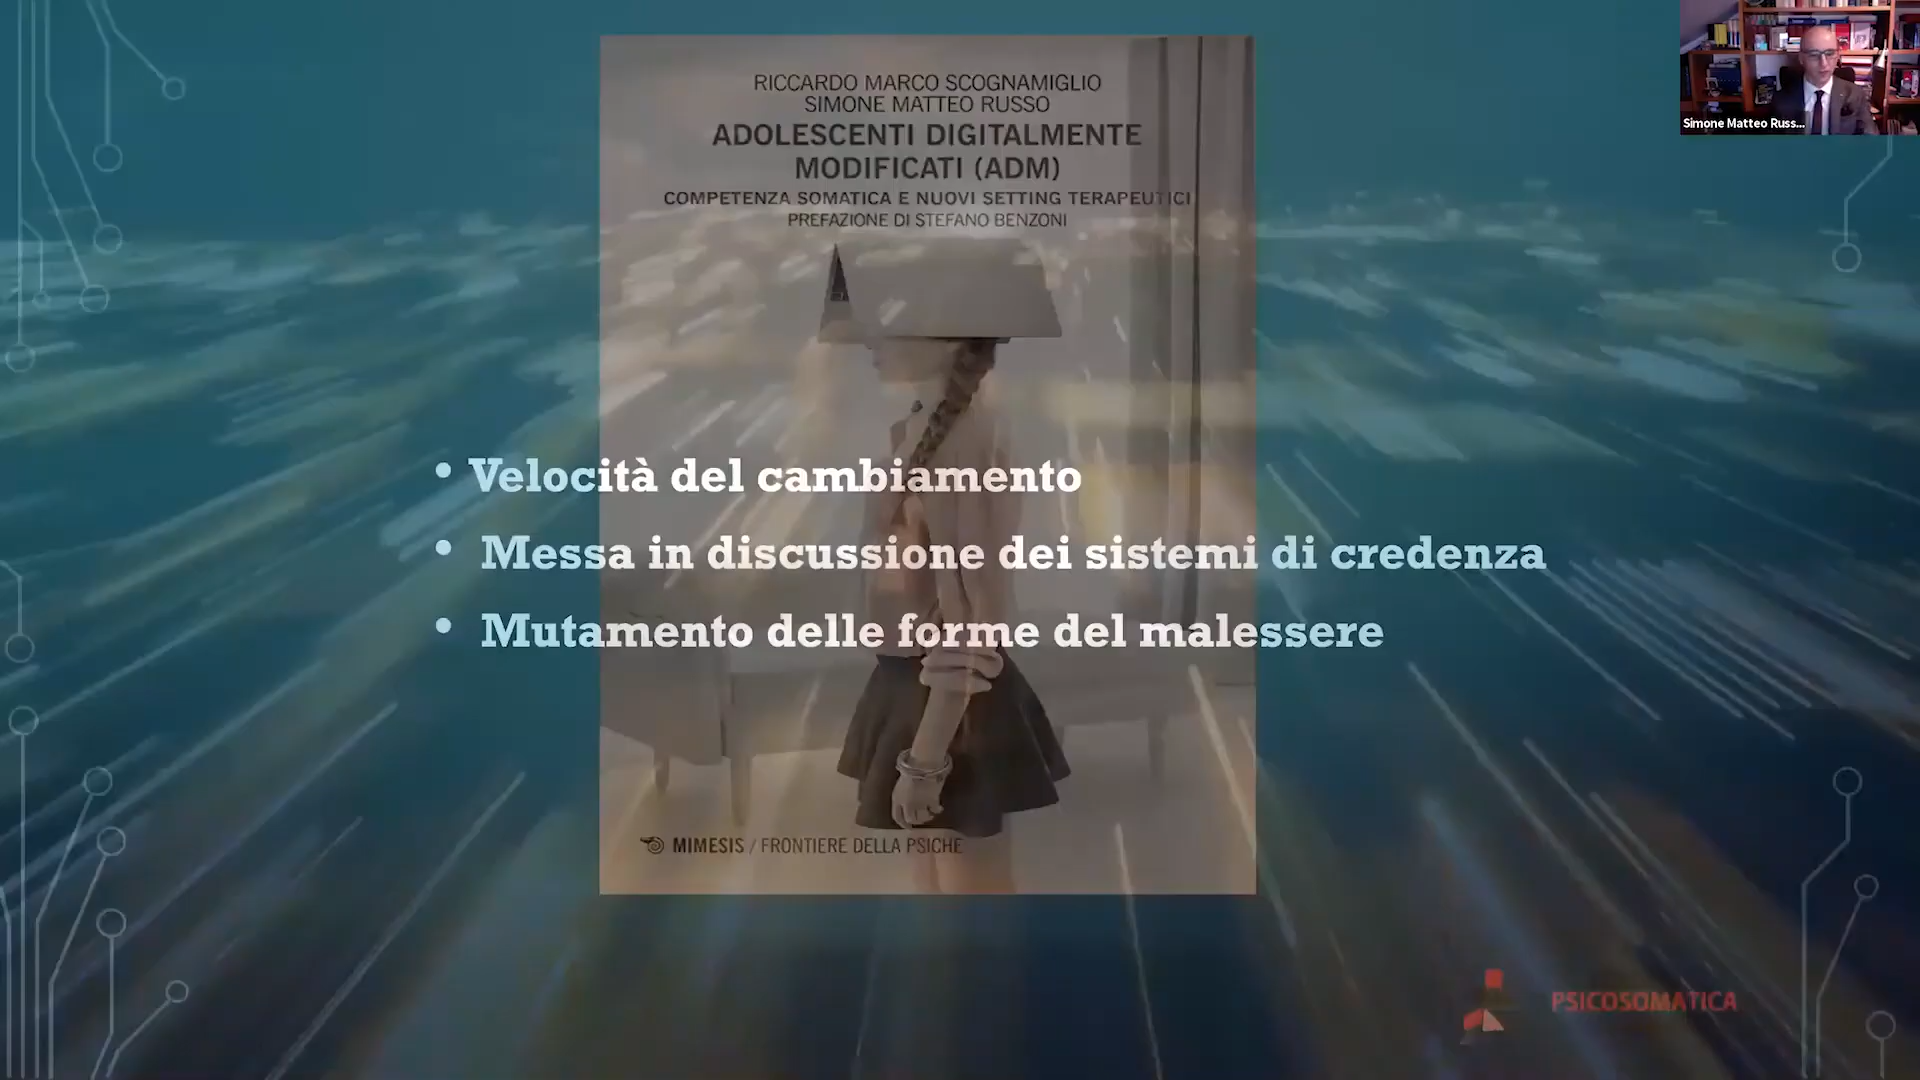 RICCARDO MARCO SCOGNAMIGLIO
SIMONE MATTEO RUSSO
ADOLESCENTI DIGITALMENTE
MODIFICATI (ADM)
COMPETENZA SOMATICA E NUOVI SETTING TERAPEUTICI
PREFAZIONE DI STEFANO BENZONI
Simone Matteo Russ...
• Velocità del cambiamento
• Messa in discussione dei sistemi di credenza
• Mutamento delle forme del malessere
MIMESIS / FRONTIERE DELLA PSICHE
PSICOSOMATICA